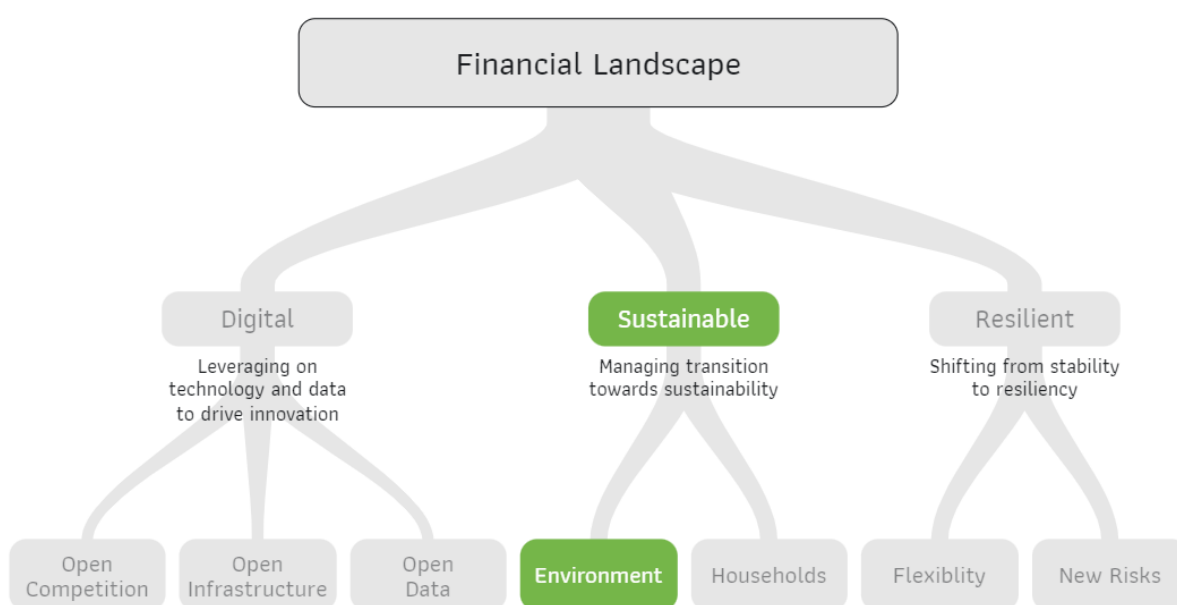 Financial Landscape
Digital
Leveraging on
technology and data
to drive innovation
Sustainable
Managing transition
towards sustainability
Resilient
Shifting from stability
to resiliency
Open
Competition
Open
Infrastructure
Open
Data
Environment
Households
Flexiblity
New Risks